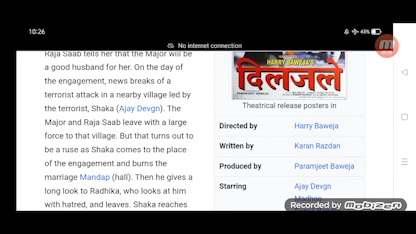 10:26
48%
No internet connection
Raja Saab tells her that the Major will be
a good husband for her. On the day of
the engagement, news breaks of a
terrorist attack in a nearby village led by
the terrorist, Shaka (Ajay Devgn). The
Major and Raja Saab leave with a large
force to that village. But that turns out to
be a ruse as Shaka comes to the place
of the engagement and burns the
marriage Mandap (hall). Then he gives a
long look to Radhika, who looks at him
with hatred, and leaves. Shaka reaches
HARRY BAWEJA'S
दिलजले
Theatrical release posters in
Directed by Harry Baweja
Written by Karan Razdan
Produced by Paramjeet Baweja
Starring Ajay Devgn
Madhoo
Recorded by mobizen